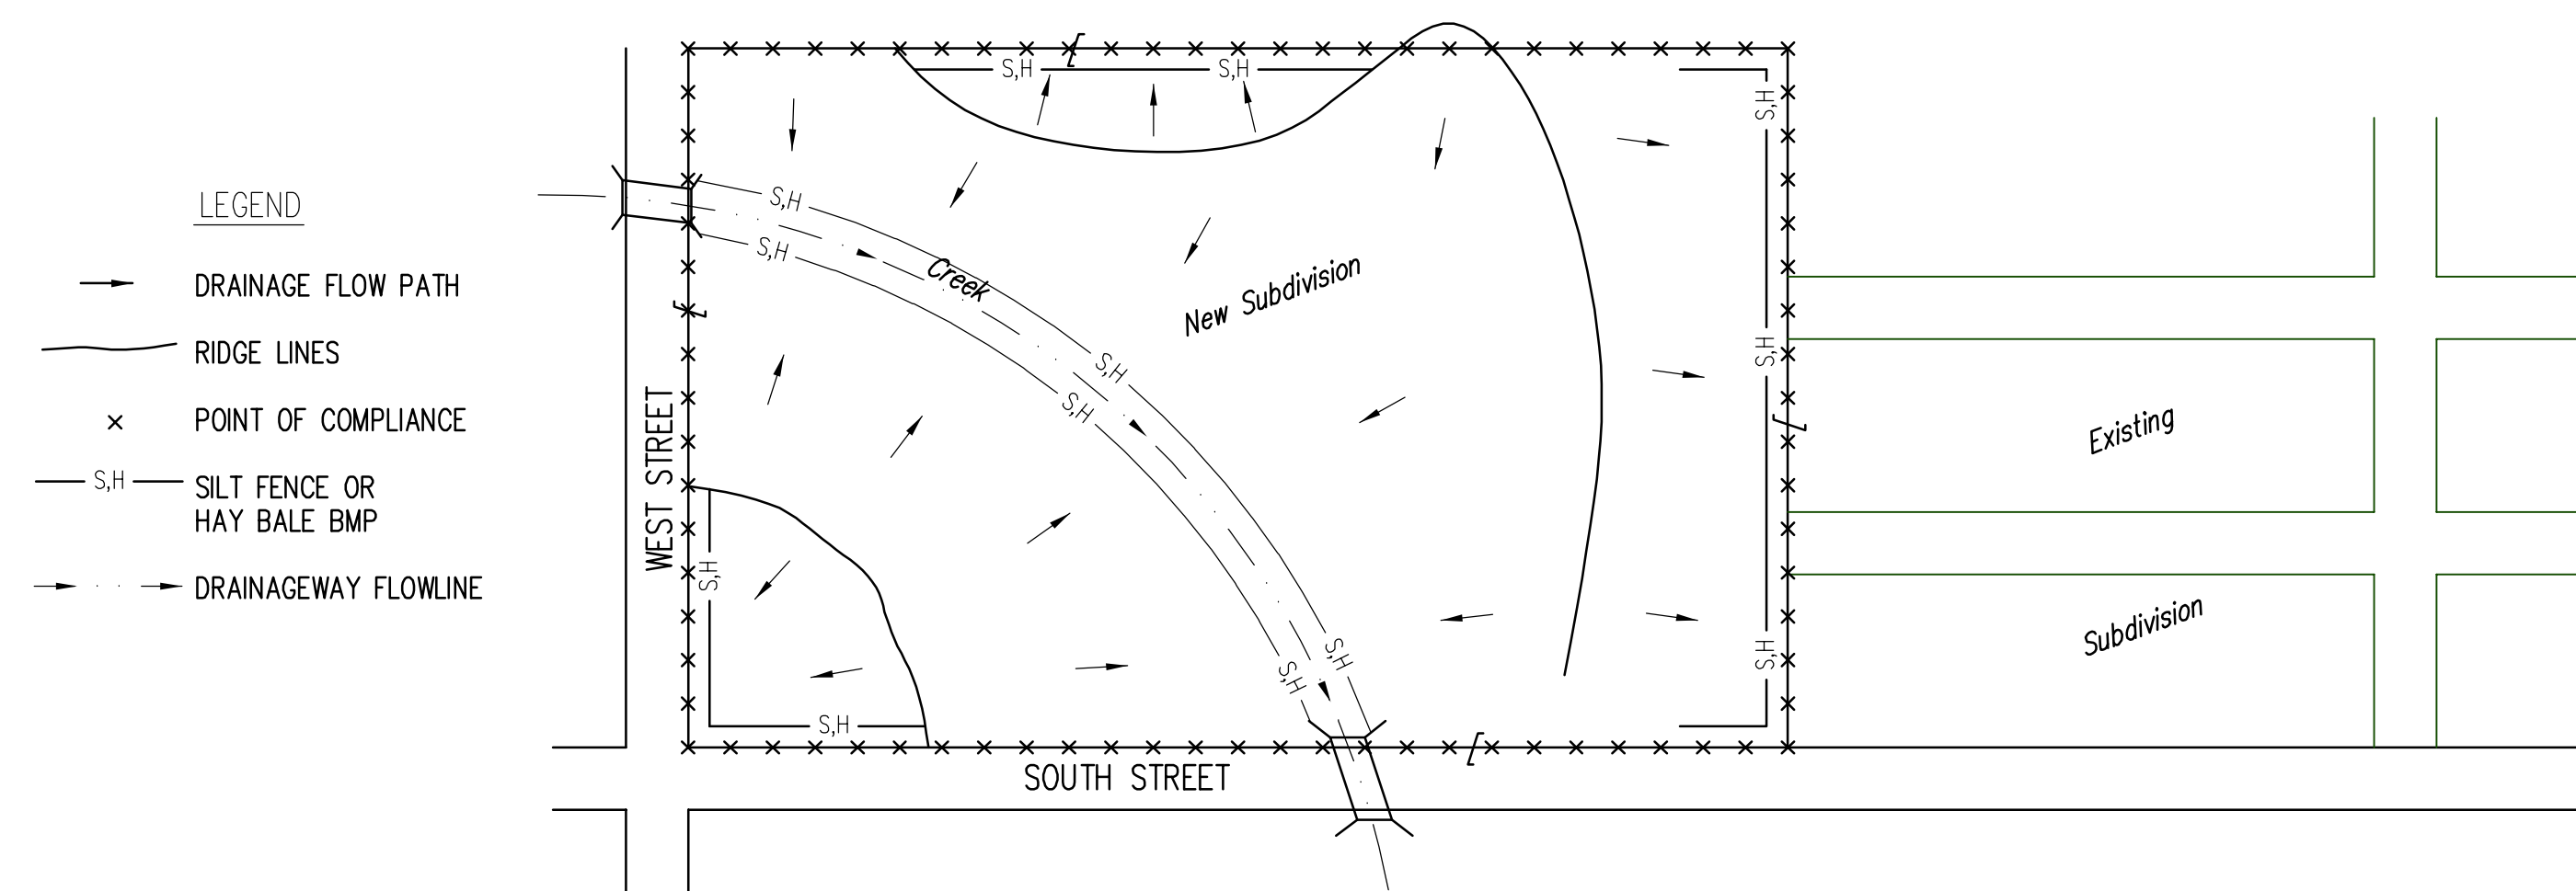 LEGEND
DRAINAGE FLOW PATH
RIDGE LINES
POINT OF COMPLIANCE
S,H
SILT FENCE OR
HAY BALE BMP
DRAINAGEWAY FLOWLINE
S,H
S,H
S,H
S,H
S,H
Creek
New Subdivision
S,H
S,H
S,H
WEST STREET
Existing
S,H
Subdivision
S,H
S,H
S,H
S,H
SOUTH STREET